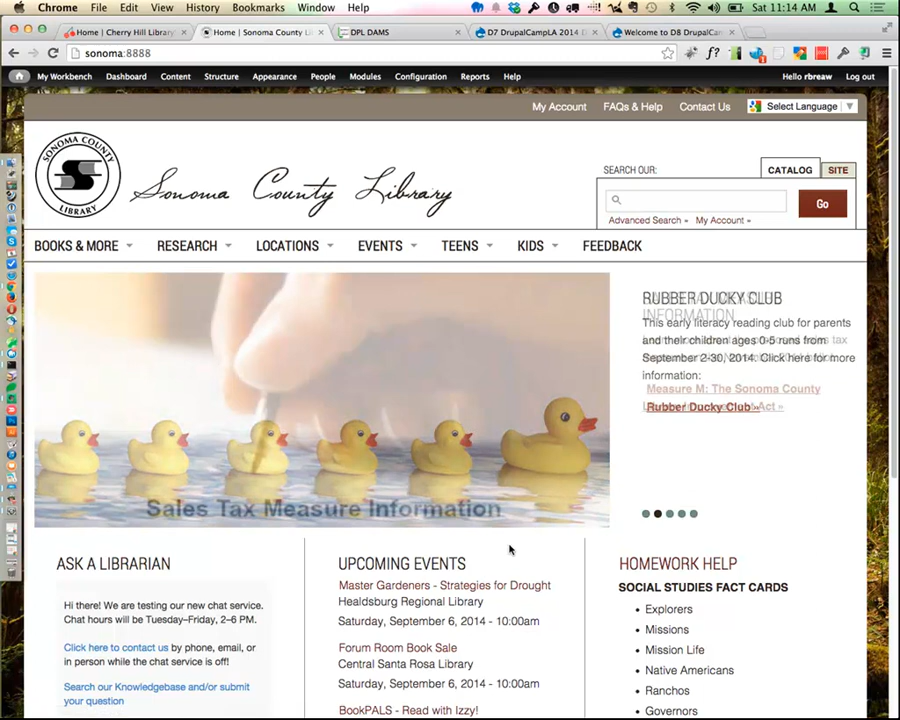 Chrome File Edit View History Bookmarks Window Help Sat 11:14 AM
Home | Cherry Hill Library Home | Sonoma County Li DPL DAMS D7 DrupalCampLA 2014 D Welcome to D8 DrupalCam
sonoma:8888
My Workbench Dashboard Content Structure Appearance People Modules Configuration Reports Help Hello rbreaw Log out
My Account FAQs & Help Contact Us Select Language
SONOMA COUNTY
LIBRARY
Sonoma County Library
SEARCH OUR: CATALOG SITE
Go
Advanced Search » My Account »
BOOKS & MORE RESEARCH LOCATIONS EVENTS TEENS KIDS FEEDBACK
RUBBER DUCKY CLUB
INFORMATION
This early literacy reading club for parents
and their children ages 0-5 runs from
September 2-30, 2014. Click here for more
information:
Measure M: The Sonoma County
Rubber Ducky Club »
Act »
Sales Tax Measure Information
ASK A LIBRARIAN
Hi there! We are testing our new chat service.
Chat hours will be Tuesday–Friday, 2–6 PM.
Click here to contact us by phone, email, or
in person while the chat service is off!
Search our Knowledgebase and/or submit
your question
UPCOMING EVENTS
Master Gardeners - Strategies for Drought
Healdsburg Regional Library
Saturday, September 6, 2014 - 10:00am
Forum Room Book Sale
Central Santa Rosa Library
Saturday, September 6, 2014 - 10:00am
BookPALS - Read with Izzy!
HOMEWORK HELP
SOCIAL STUDIES FACT CARDS
Explorers
Missions
Mission Life
Native Americans
Ranchos
Governors